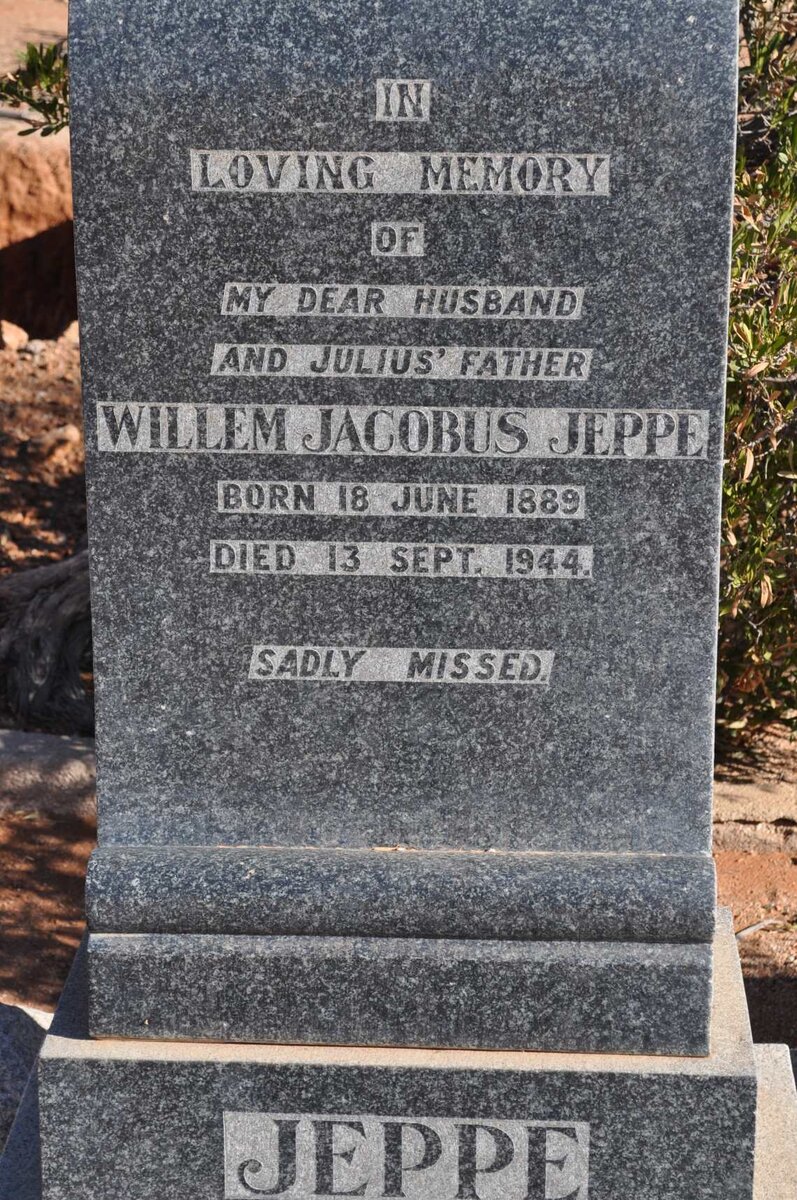 IN
LOVING MEMORY
OF
MY DEAR HUSBAND
AND JULIUS' FATHER
WILLEM JACOBUS JEPPE
BORN 18 JUNE 1889
DIED 13 SEPT. 1944.
SADLY MISSED.
JEPPE